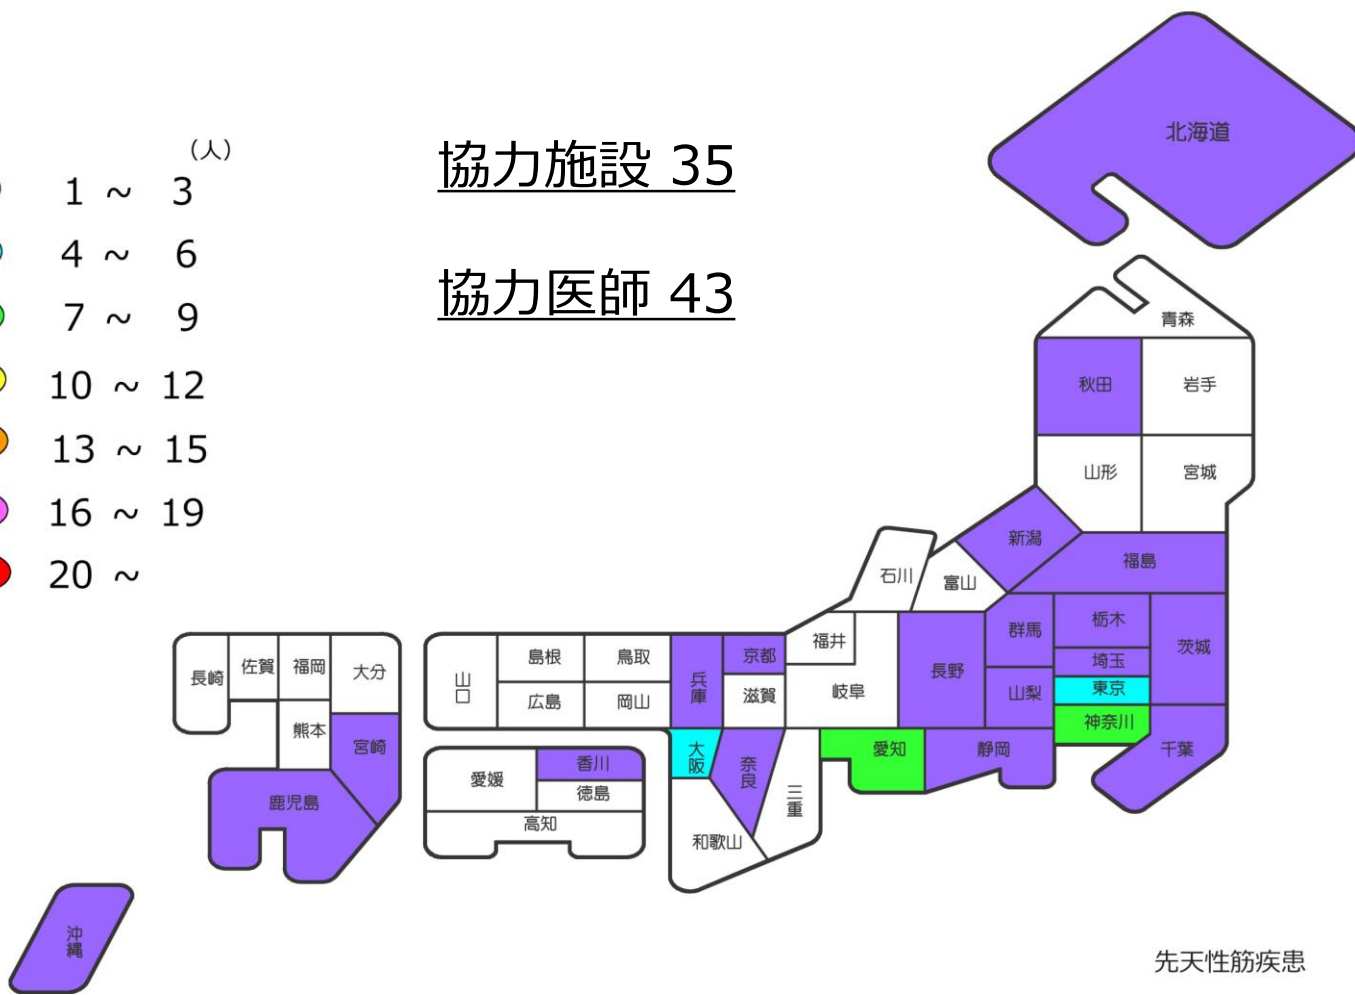 (人)
1 ~ 3
4 ~ 6
7 ~ 9
10 ~ 12
13 ~ 15
16 ~ 19
20 ~
協力施設 35
協力医師 43
北海道
青森
秋田
岩手
山形
宮城
新潟
福島
石川
富山
群馬
栃木
茨城
福井
長野
埼玉
山梨
東京
岐阜
神奈川
千葉
愛知
静岡
島根
鳥取
兵庫
京都
山口
広島
岡山
滋賀
大阪
奈良
三重
和歌山
愛媛
香川
徳島
高知
長崎
佐賀
福岡
大分
熊本
宮崎
鹿児島
沖縄
先天性筋疾患